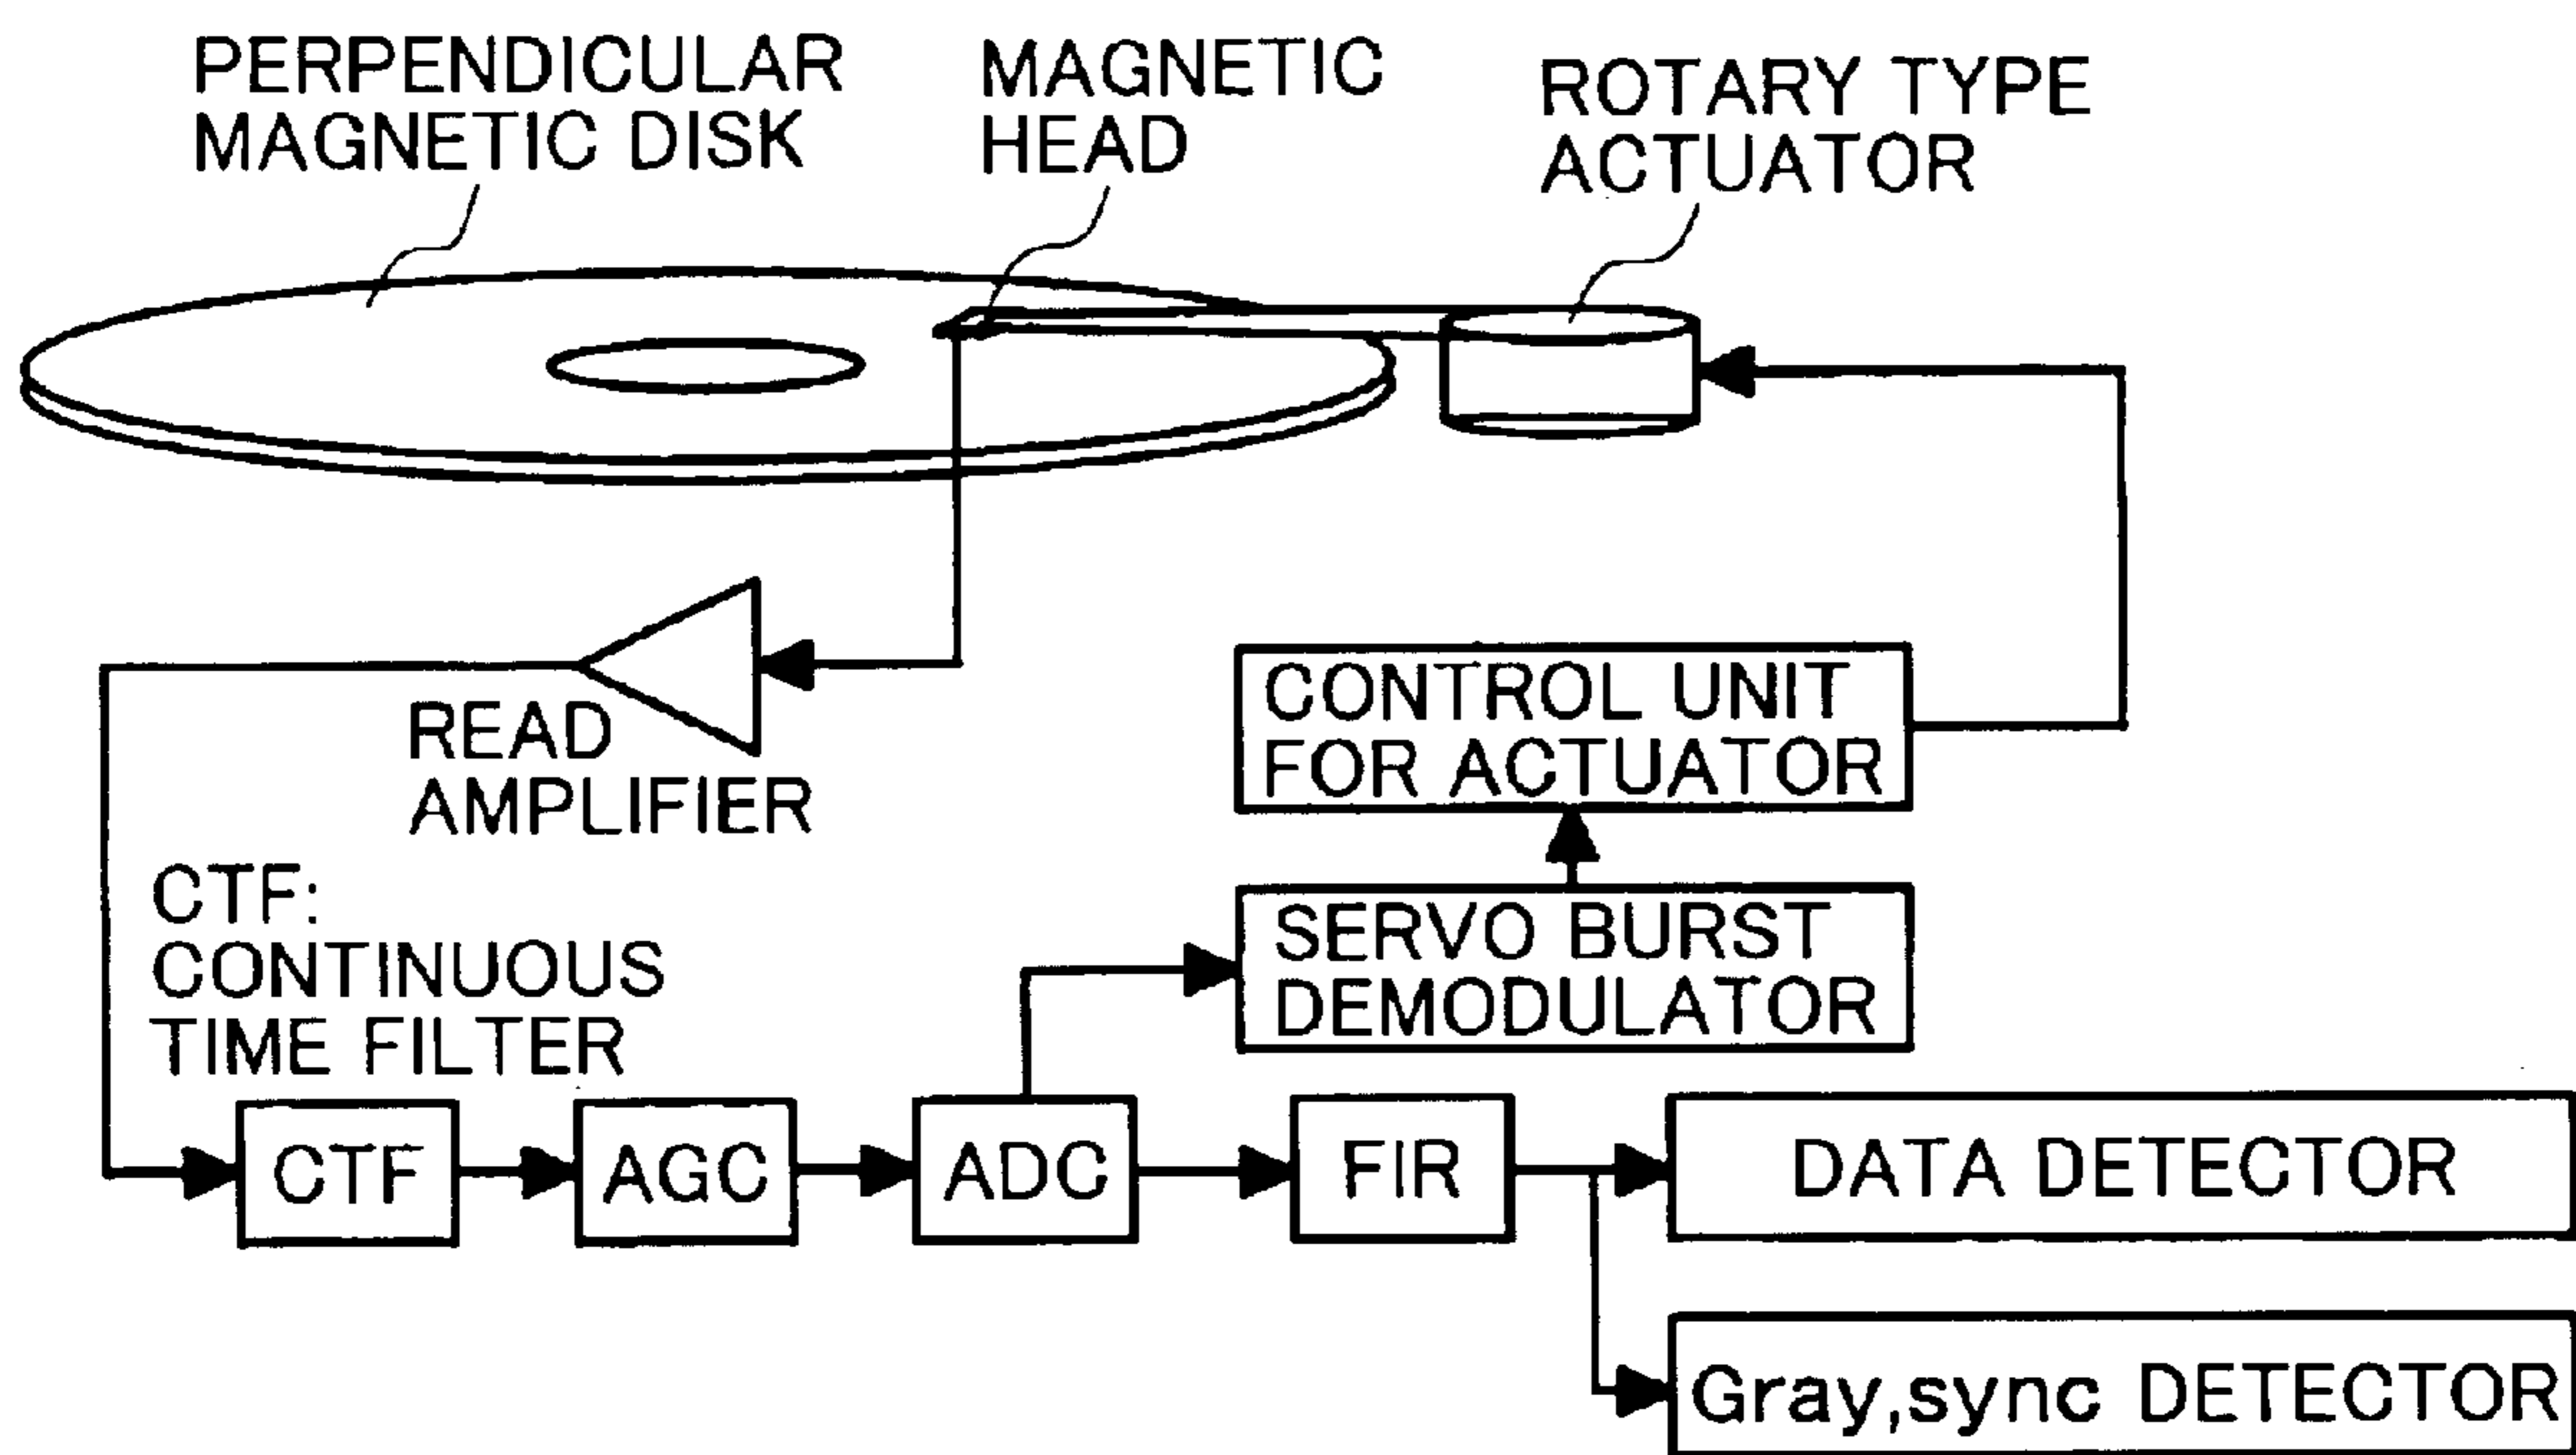 PERPENDICULAR
MAGNETIC DISK
MAGNETIC
HEAD
ROTARY TYPE
ACTUATOR
READ
AMPLIFIER
CONTROL UNIT
FOR ACTUATOR
CTF:
CONTINUOUS
TIME FILTER
SERVO BURST
DEMODULATOR
CTF
AGC
ADC
FIR
DATA DETECTOR
Gray,sync DETECTOR